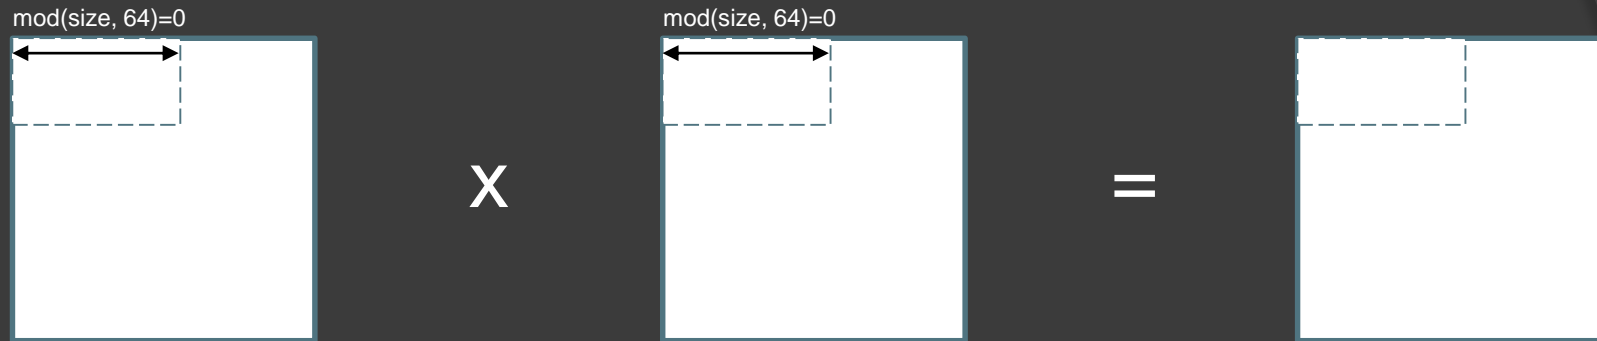 mod(size, 64)=0 mod(size, 64)=0
x =